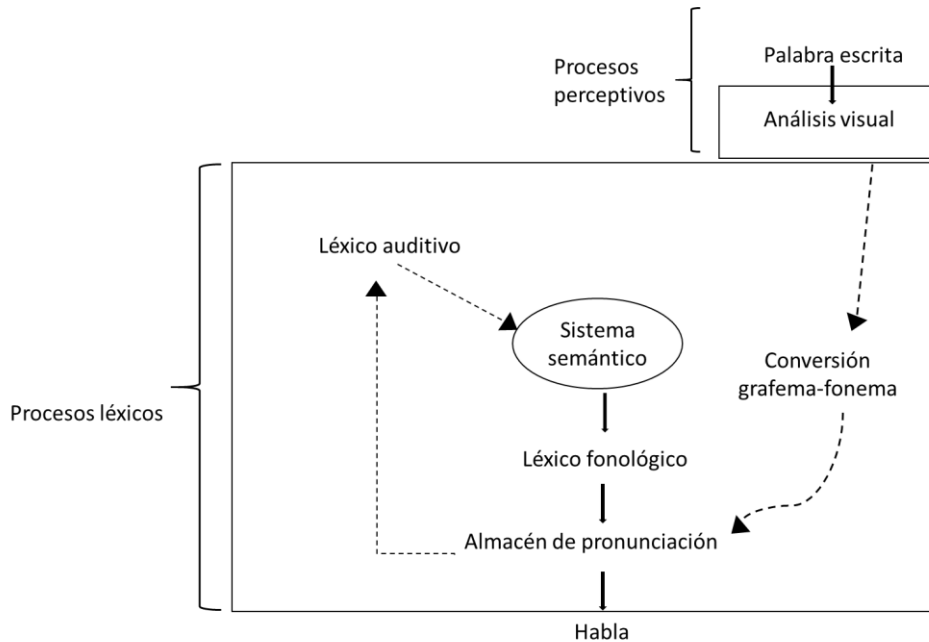 Palabra escrita
Procesos
perceptivos
Análisis visual
Léxico auditivo
Sistema
semántico
Conversión
grafema-fonema
Procesos léxicos
Léxico fonológico
Almacén de pronunciación
Habla